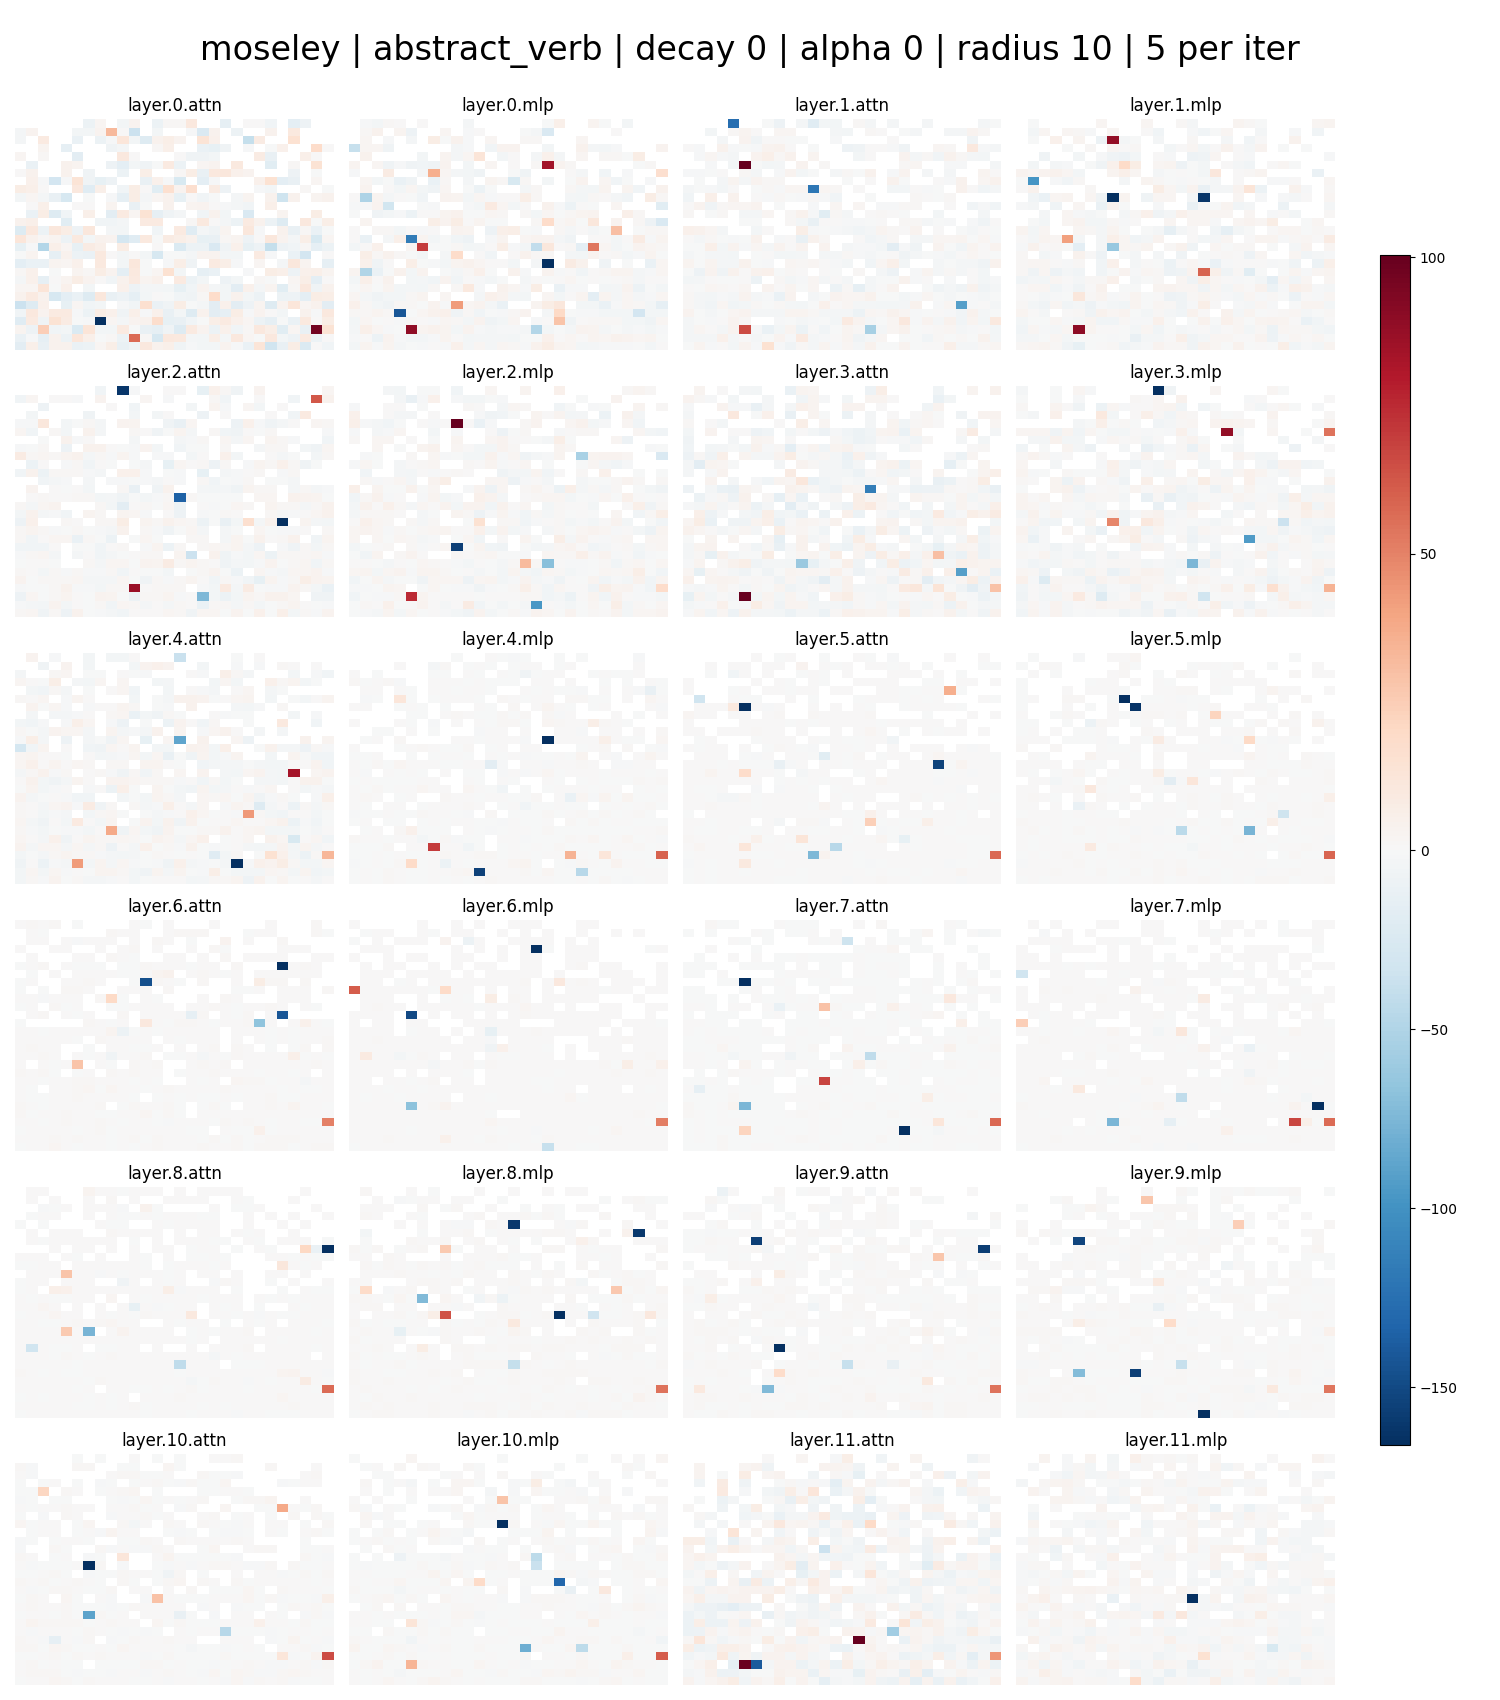 moseley | abstract_verb | decay 0 | alpha 0 | radius 10 | 5 per iter
layer.0.attn
layer.0.mlp
layer.1.attn
layer.1.mlp
layer.2.attn
layer.2.mlp
layer.3.attn
layer.3.mlp
layer.4.attn
layer.4.mlp
layer.5.attn
layer.5.mlp
layer.6.attn
layer.6.mlp
layer.7.attn
layer.7.mlp
layer.8.attn
layer.8.mlp
layer.9.attn
layer.9.mlp
layer.10.attn
layer.10.mlp
layer.11.attn
layer.11.mlp
100
50
0
−50
−100
−150